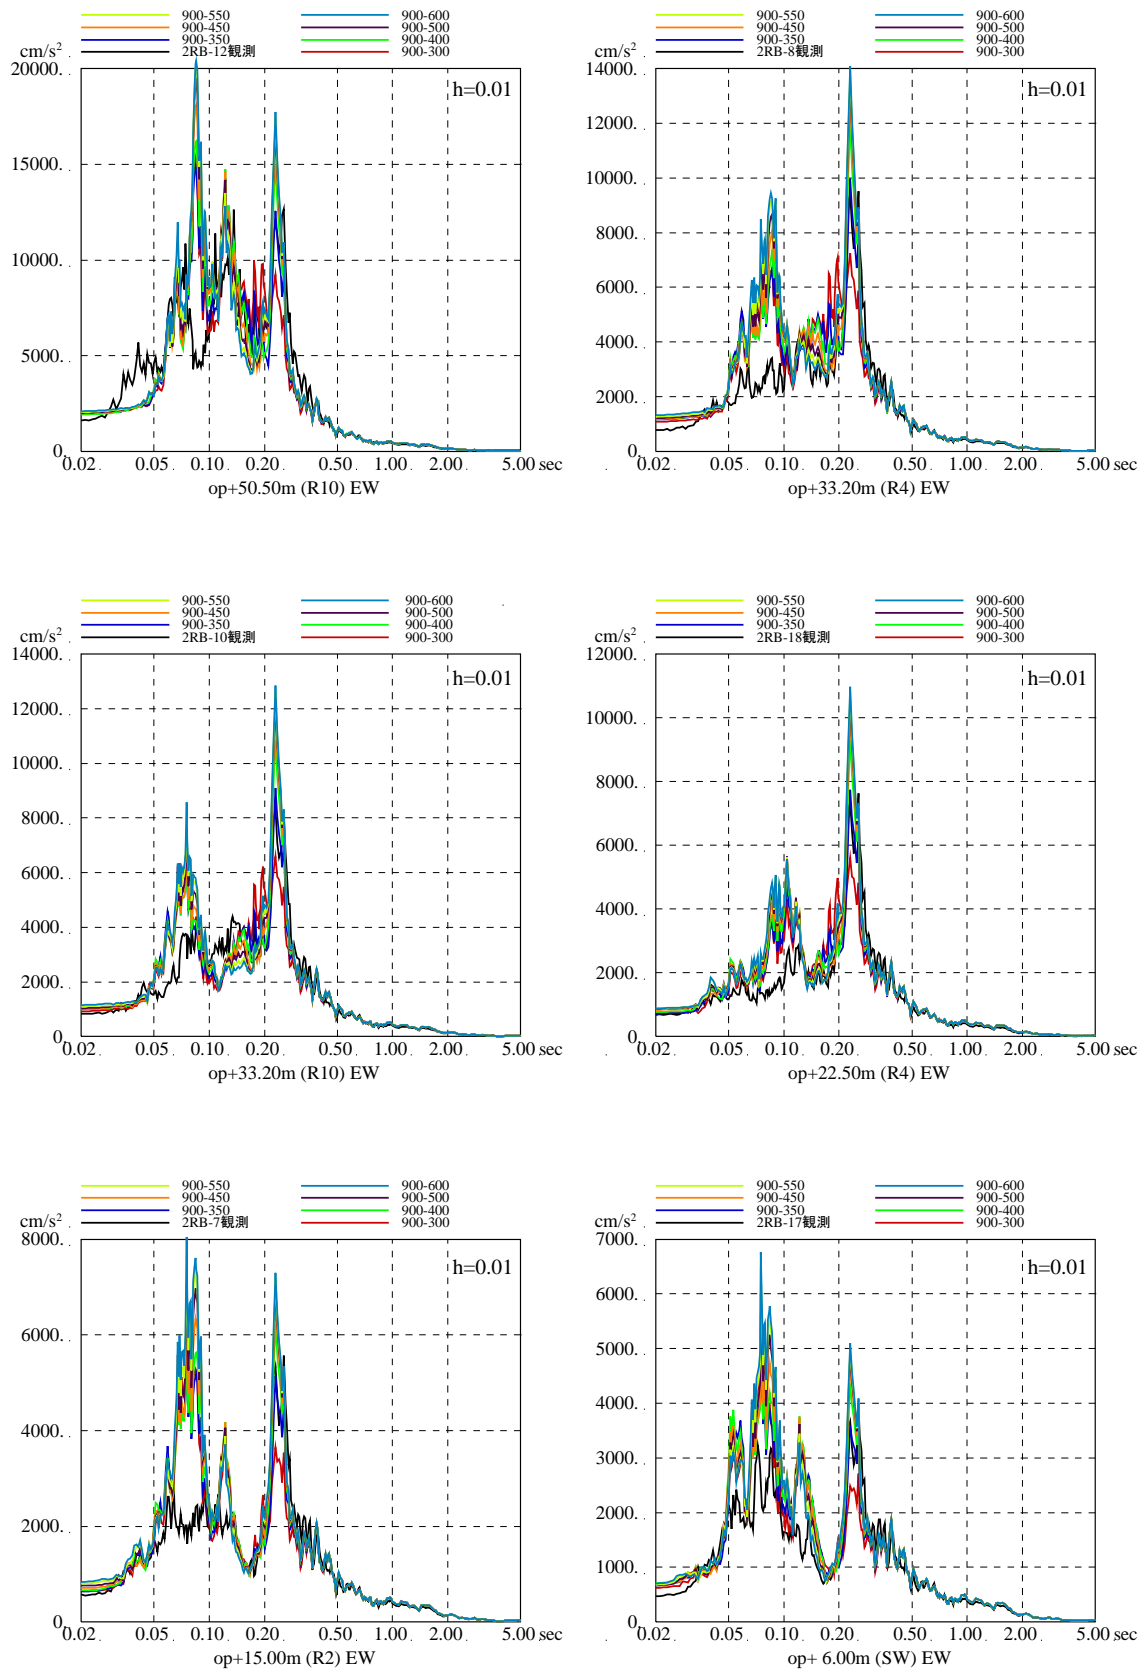 900-550 900-600
900-450 900-500
900-350 900-400
cm/s² 2RB-12観測 900-300
20000.
h=0.01
15000.
10000.
5000.
0.
0.02 0.05 0.10 0.20 0.50 1.00 2.00 5.00 sec
op+50.50m (R10) EW
900-550 900-600
900-450 900-500
900-350 900-400
cm/s² 2RB-8観測 900-300
14000.
h=0.01
12000.
10000.
8000.
6000.
4000.
2000.
0.
0.02 0.05 0.10 0.20 0.50 1.00 2.00 5.00 sec
op+33.20m (R4) EW
900-550 900-600
900-450 900-500
900-350 900-400
cm/s² 2RB-10観測 900-300
14000.
h=0.01
12000.
10000.
8000.
6000.
4000.
2000.
0.
0.02 0.05 0.10 0.20 0.50 1.00 2.00 5.00 sec
op+33.20m (R10) EW
900-550 900-600
900-450 900-500
900-350 900-400
cm/s² 2RB-18観測 900-300
12000.
h=0.01
10000.
8000.
6000.
4000.
2000.
0.
0.02 0.05 0.10 0.20 0.50 1.00 2.00 5.00 sec
op+22.50m (R4) EW
900-550 900-600
900-450 900-500
900-350 900-400
cm/s² 2RB-7観測 900-300
8000.
h=0.01
6000.
4000.
2000.
0.
0.02 0.05 0.10 0.20 0.50 1.00 2.00 5.00 sec
op+15.00m (R2) EW
900-550 900-600
900-450 900-500
900-350 900-400
cm/s² 2RB-17観測 900-300
7000.
h=0.01
6000.
5000.
4000.
3000.
2000.
1000.
0.
0.02 0.05 0.10 0.20 0.50 1.00 2.00 5.00 sec
op+ 6.00m (SW) EW